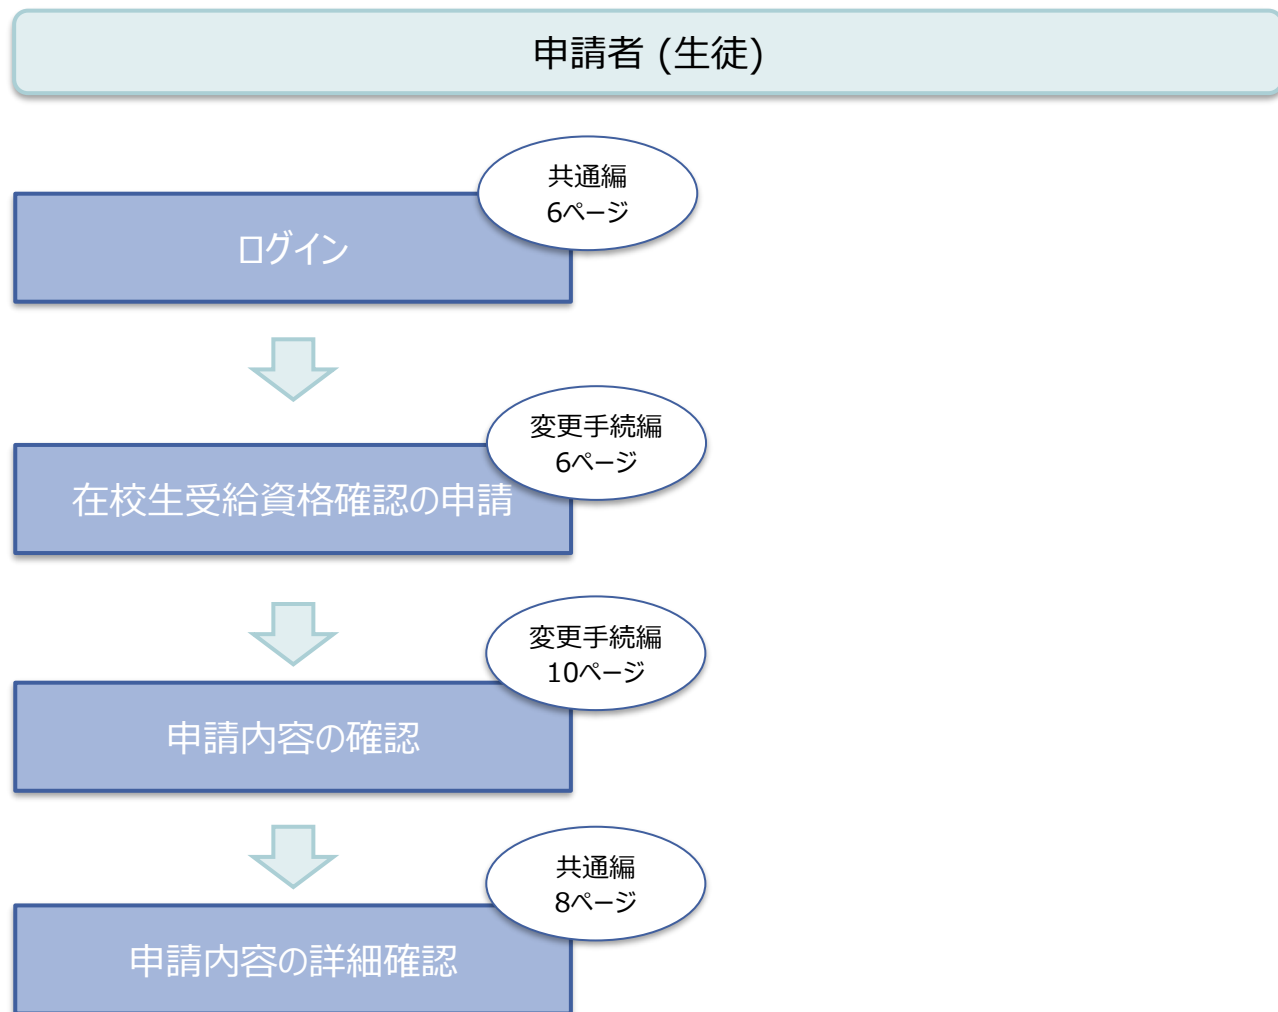 申請者 (生徒)
共通編
6ページ
ログイン
変更手続編
6ページ
在校生受給資格確認の申請
変更手続編
10ページ
申請内容の確認
共通編
8ページ
申請内容の詳細確認